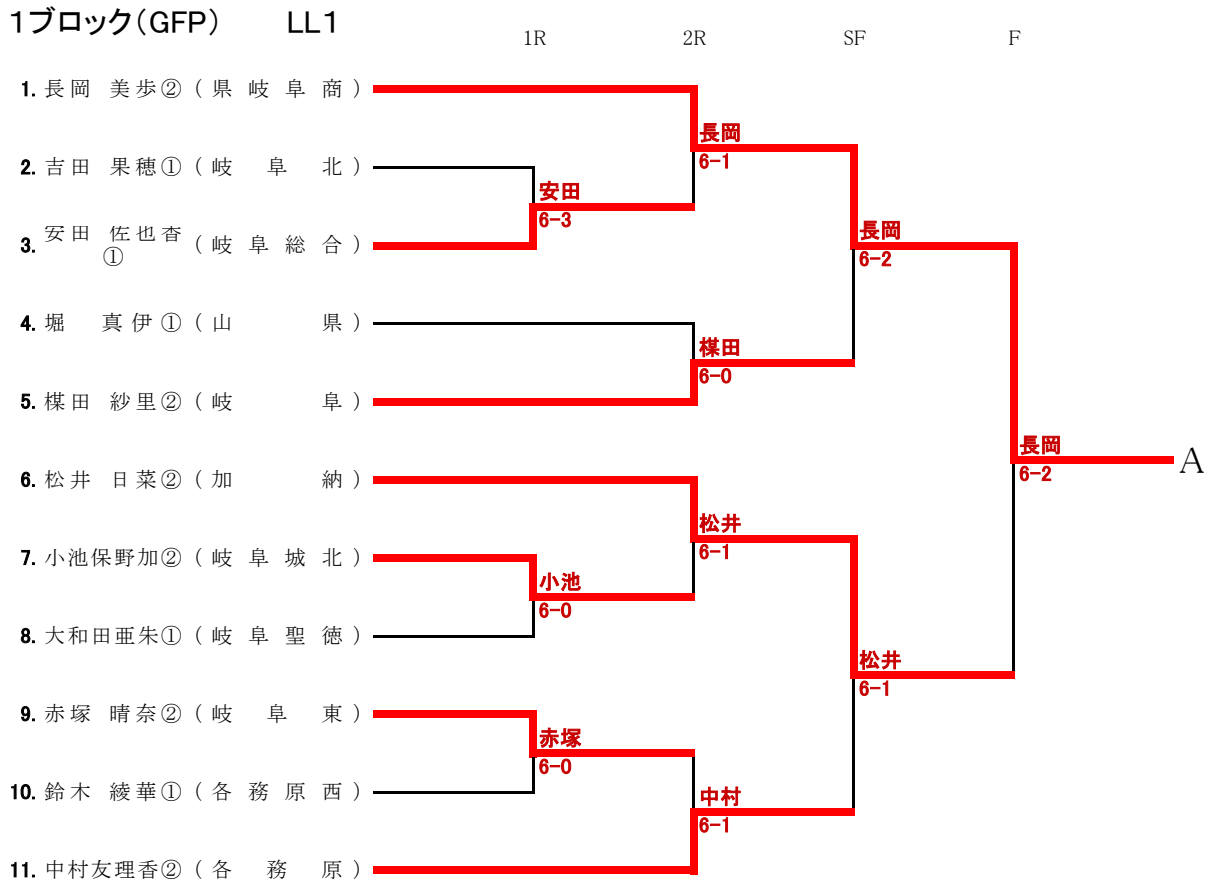 1ブロック(GFP) LL1
1R 2R SF F
1. 長岡 美歩② (県岐阜商)
2. 吉田 果穂① (岐阜北)
3. 安田 佐也香① (岐阜総合)
4. 堀 真伊① (山県)
5. 楳田 紗里② (岐阜)
6. 松井 日菜② (加納)
7. 小池保野加② (岐阜城北)
8. 大和田亜朱① (岐阜聖徳)
9. 赤塚 晴奈② (岐阜東)
10. 鈴木 綾華① (各務原西)
11. 中村友理香② (各務原)
安田
6-3
小池
6-0
赤塚
6-0
長岡
6-1
楳田
6-0
松井
6-1
中村
6-1
長岡
6-2
松井
6-1
長岡
6-2
A